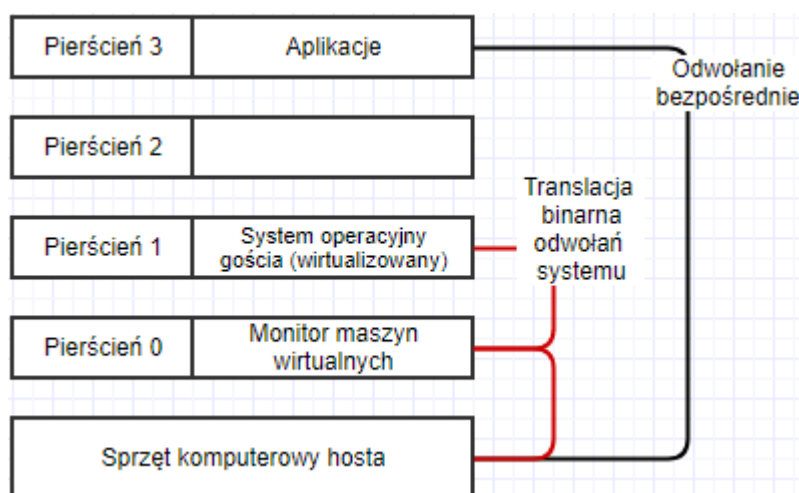 Pierścień 3
Aplikacje
Odwołanie
bezpośrednie
Pierścień 2
Translacja
binarna
odwołań
systemu
Pierścień 1
System operacyjny
gościa (wirtualizowany)
Pierścień 0
Monitor maszyn
wirtualnych
Sprzęt komputerowy hosta